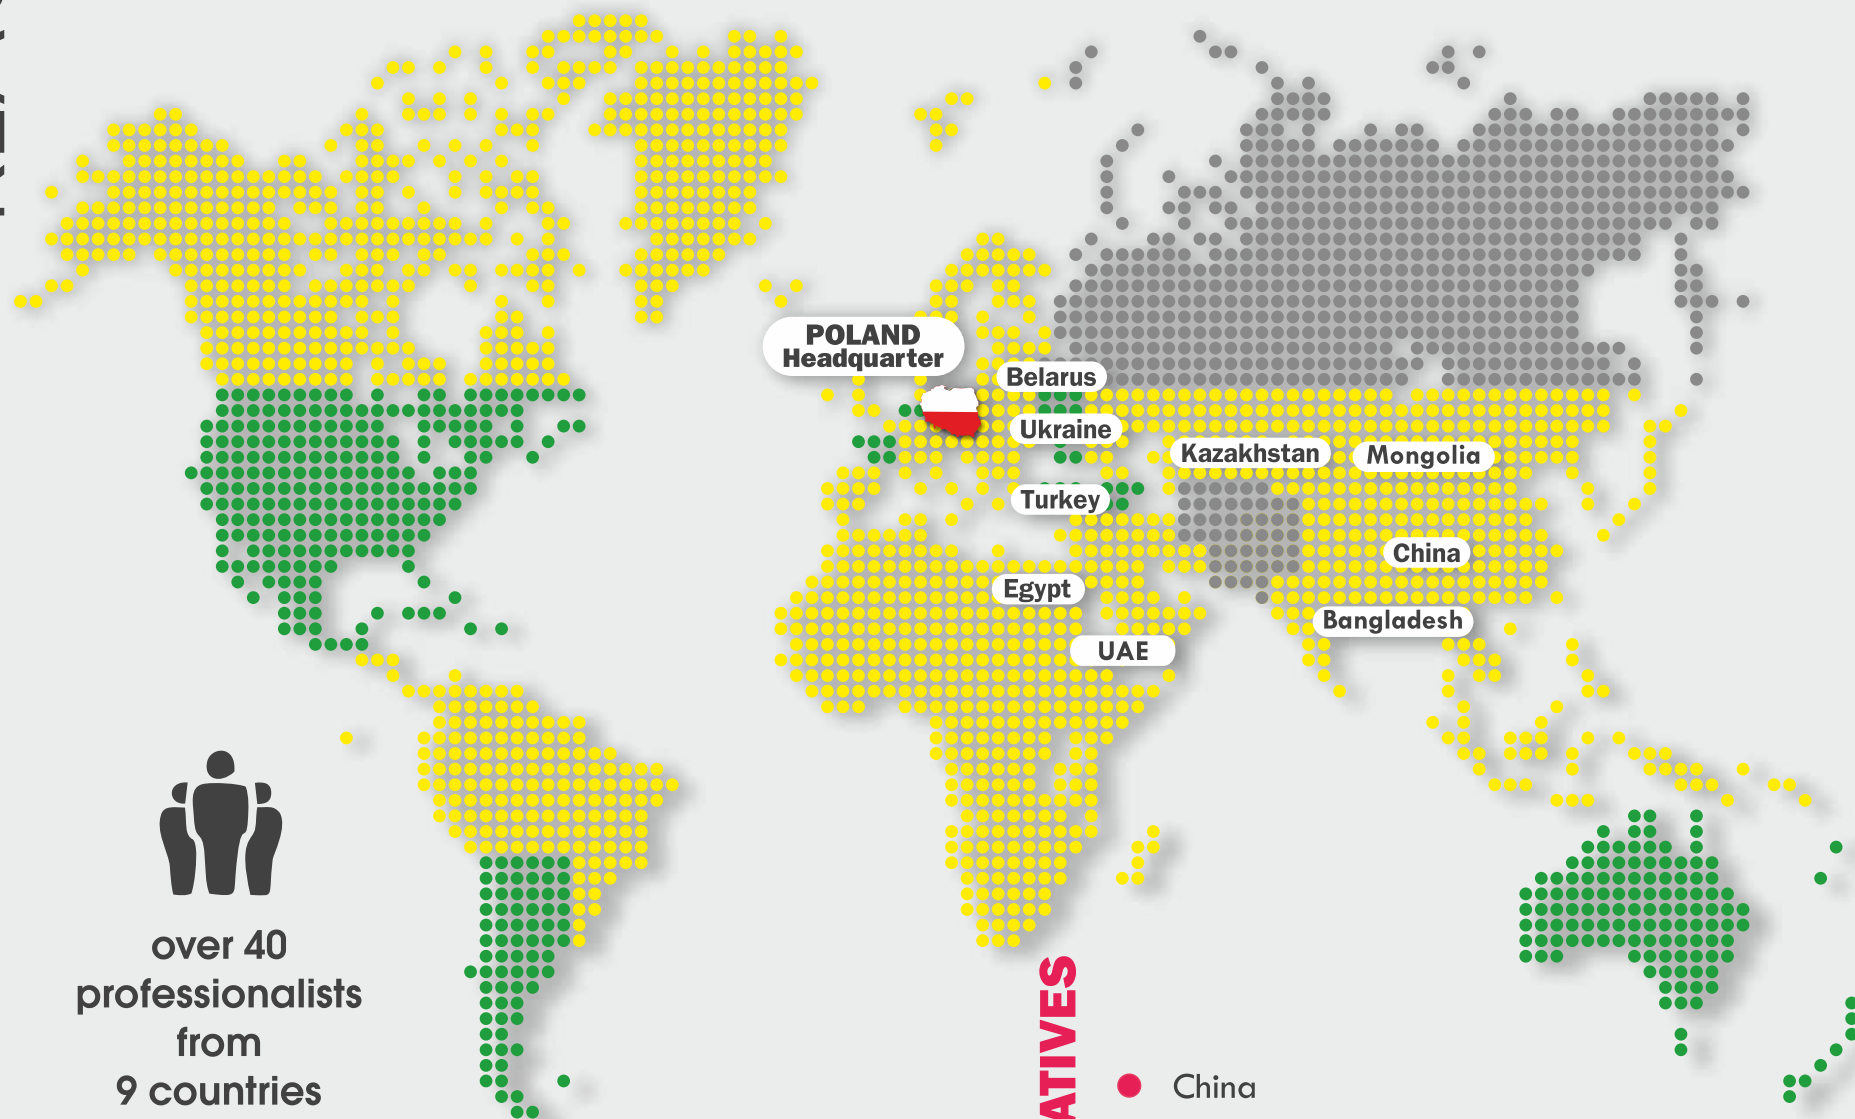 POLAND
Headquarter
Belarus
Ukraine
Kazakhstan
Mongolia
Turkey
China
Egypt
Bangladesh
UAE
over 40
professionalists
from
9 countries
ATIVES
China